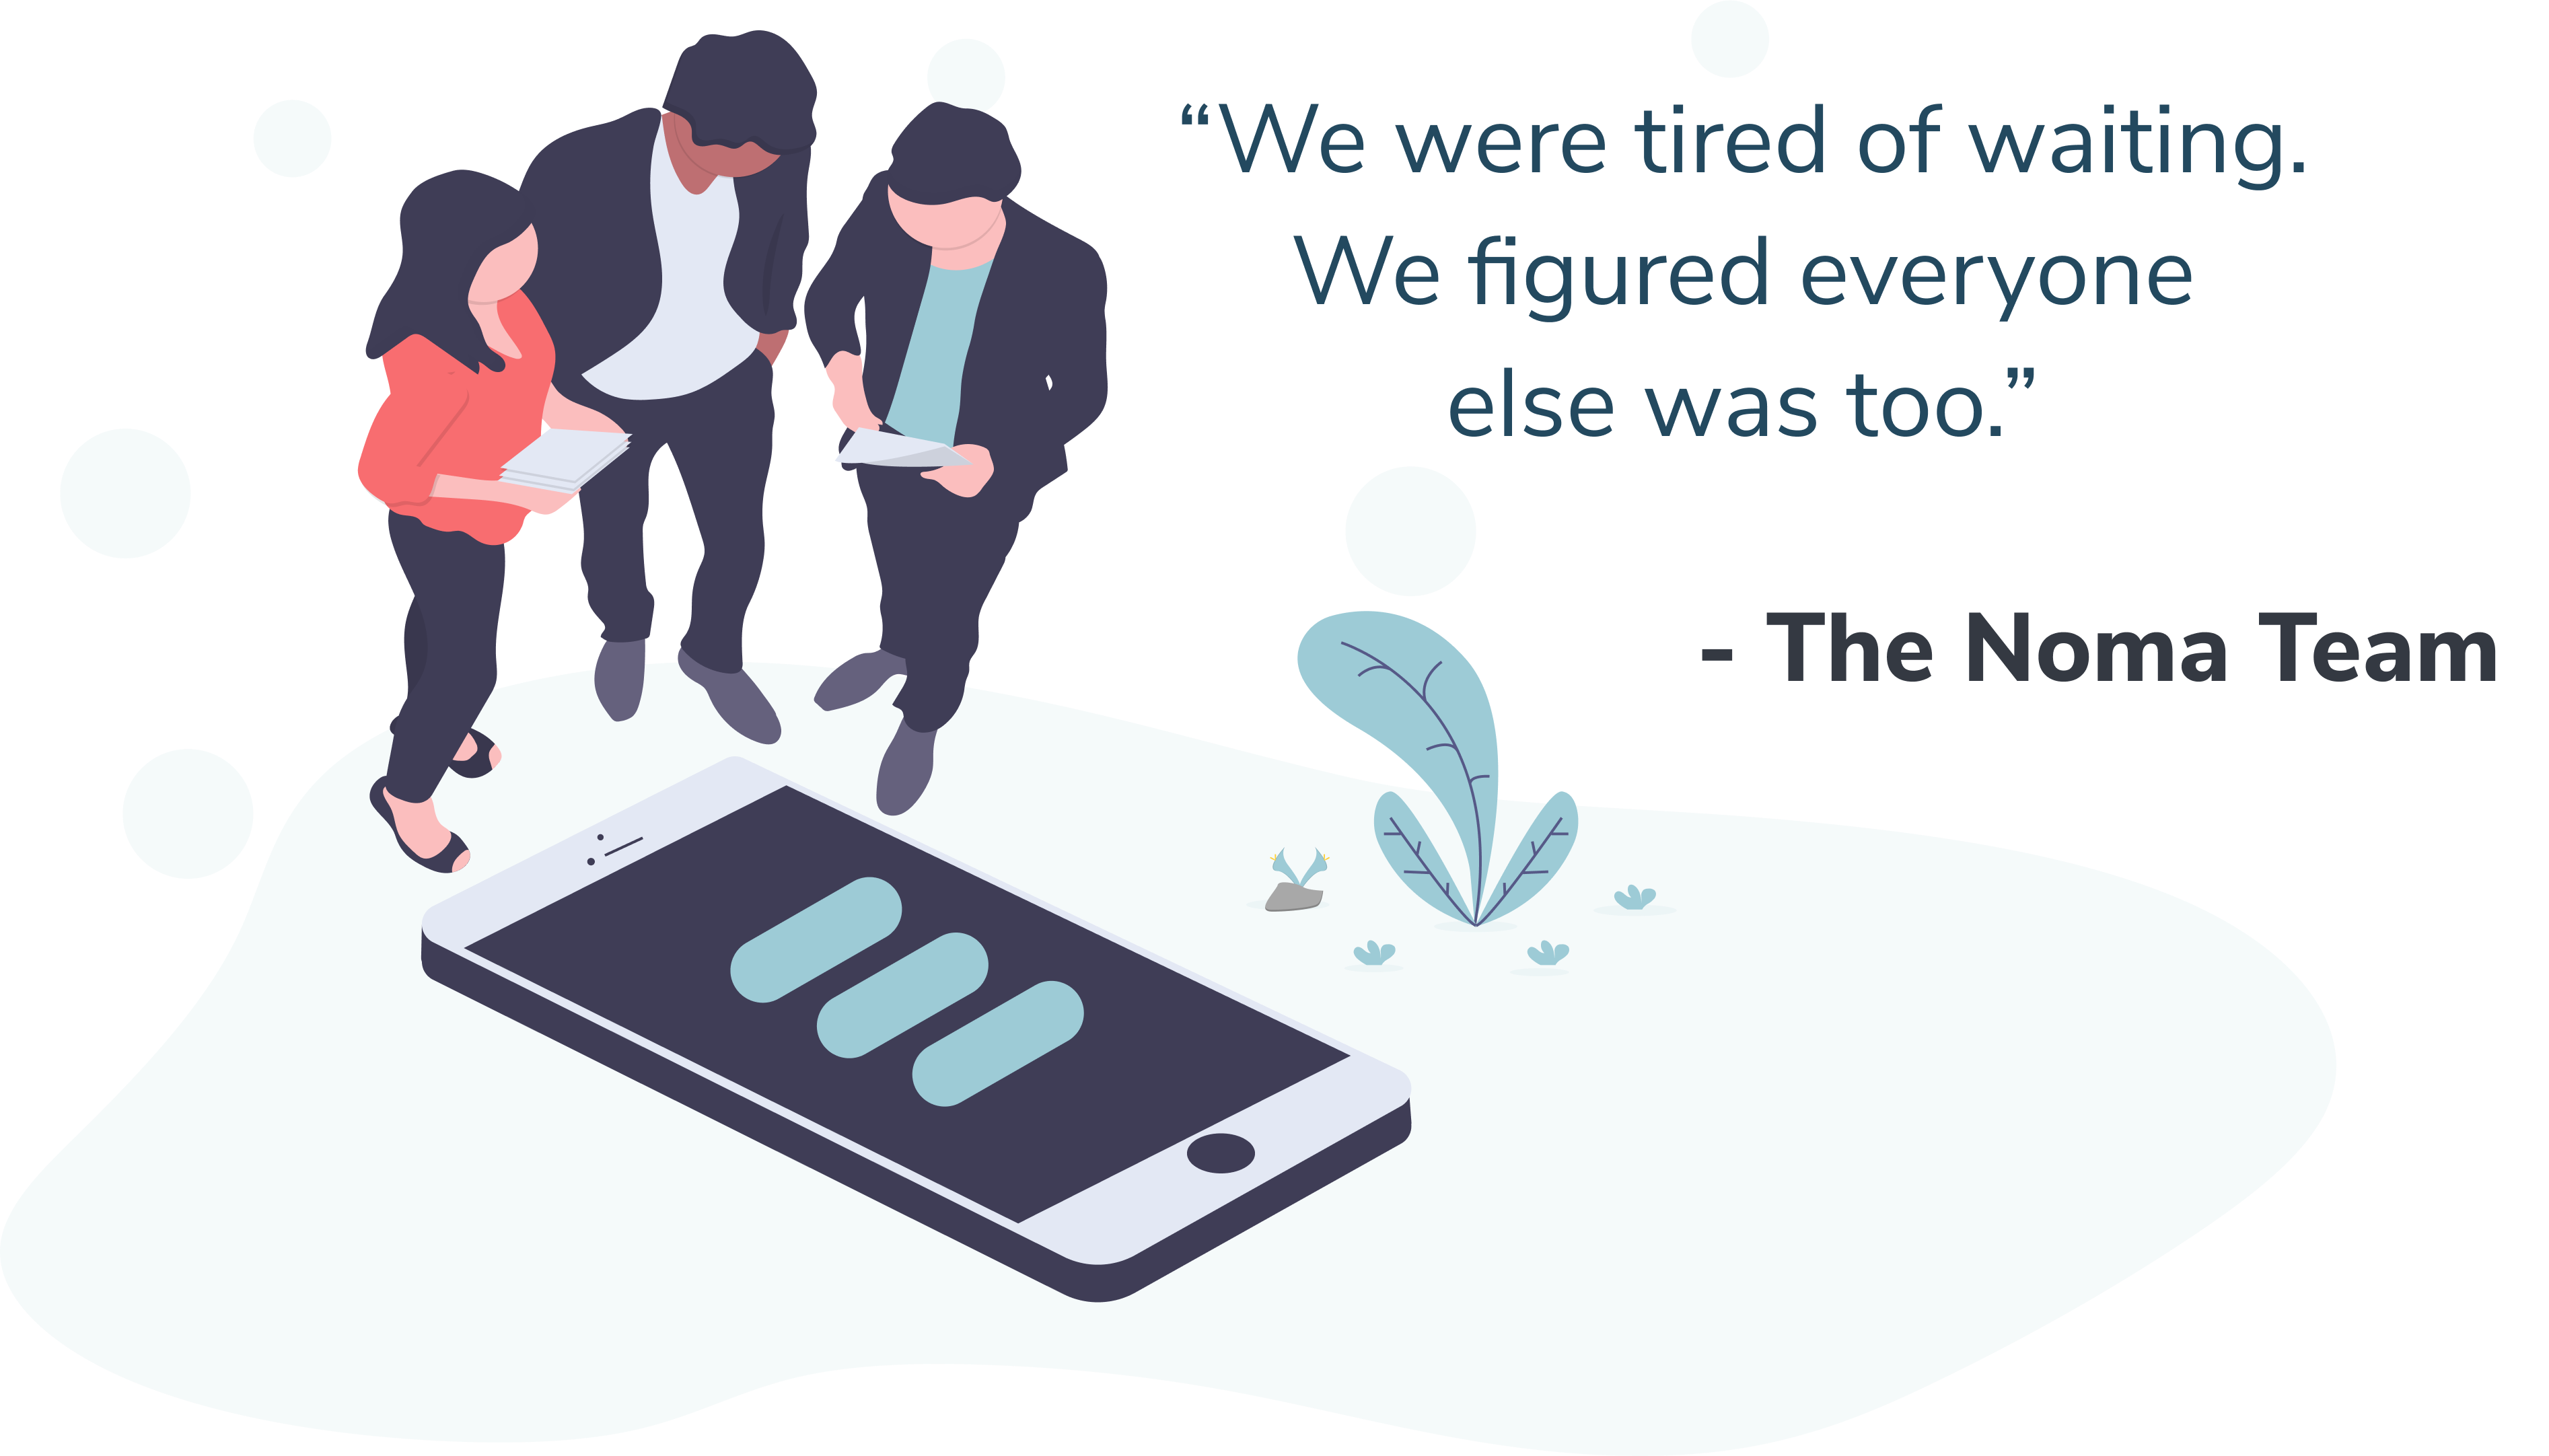 “We were tired of waiting.
We figured everyone
else was too.”
- The Noma Team